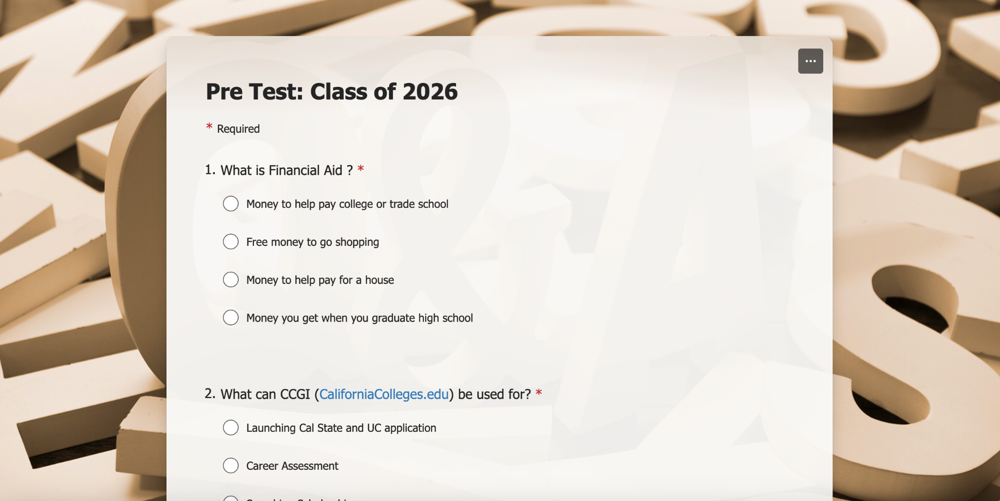 Pre Test: Class of 2026
* Required
1. What is Financial Aid ? *
Money to help pay college or trade school
Free money to go shopping
Money to help pay for a house
Money you get when you graduate high school
2. What can CCGI (CaliforniaColleges.edu) be used for? *
Launching Cal State and UC application
Career Assessment